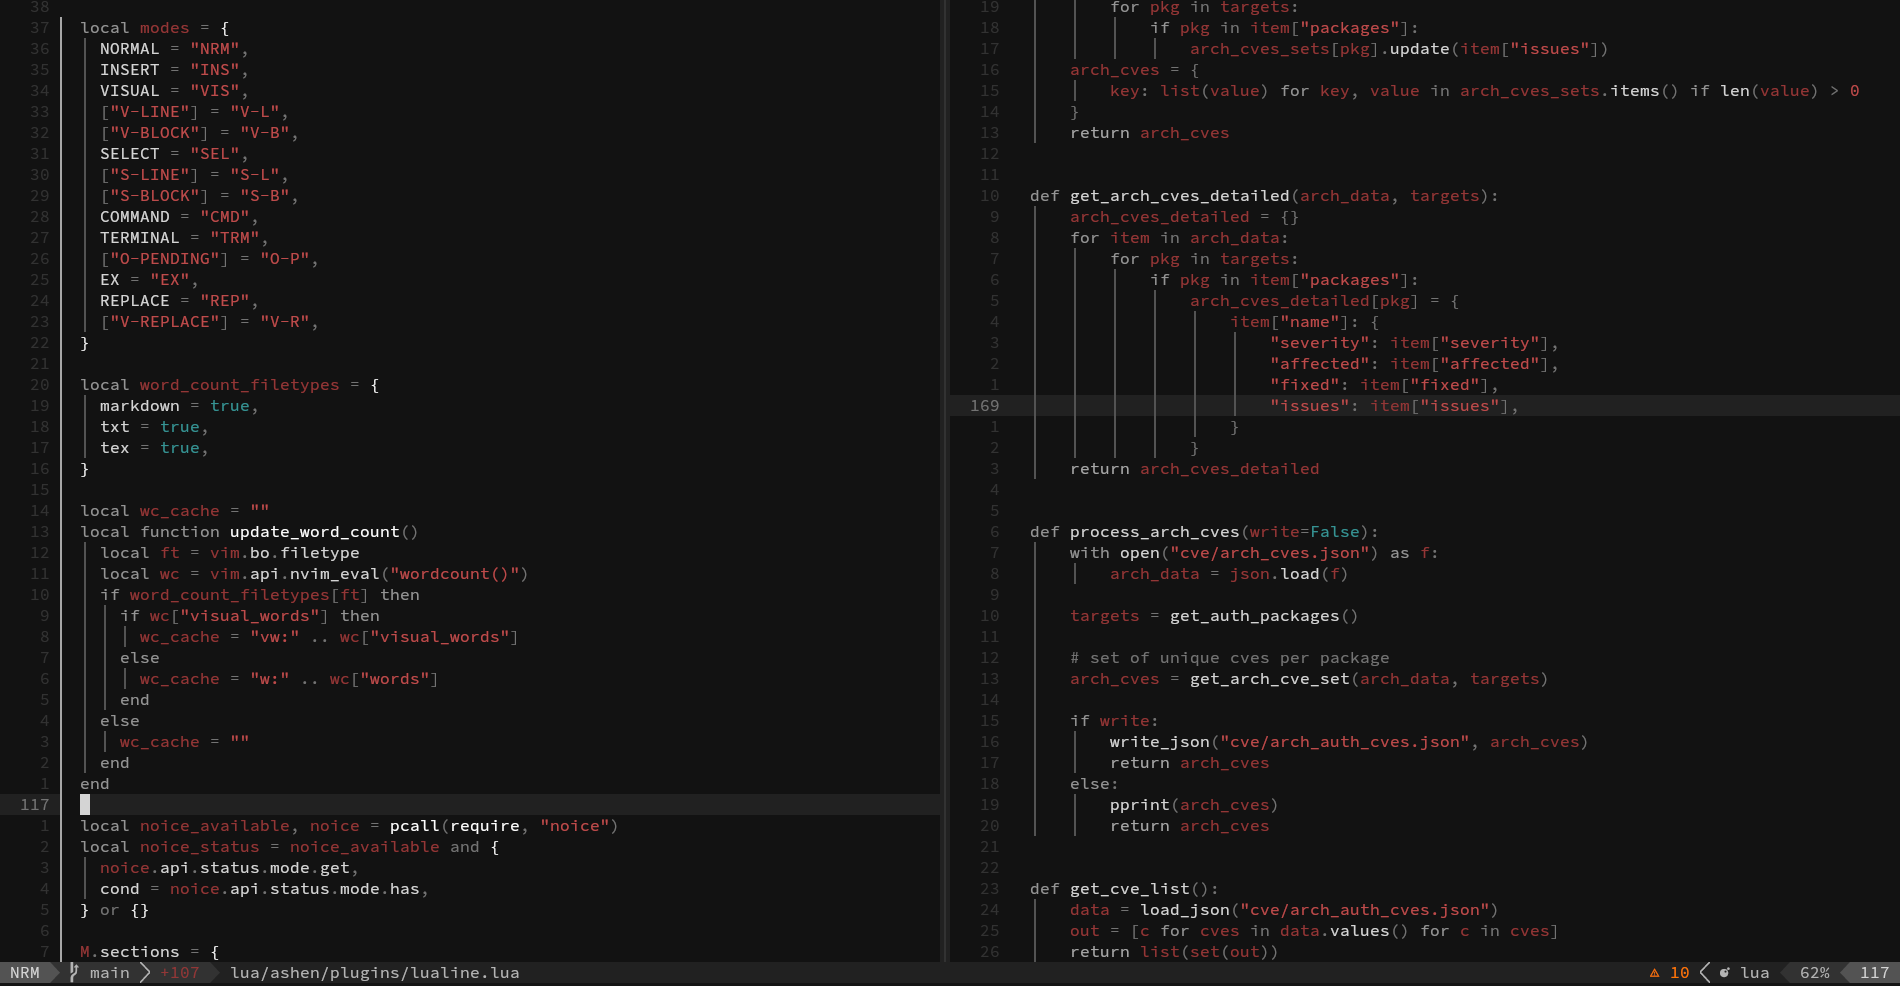 38
37 local modes = {
36 NORMAL = "NRM",
35 INSERT = "INS",
34 VISUAL = "VIS",
33 ["V-LINE"] = "V-L",
32 ["V-BLOCK"] = "V-B",
31 SELECT = "SEL",
30 ["S-LINE"] = "S-L",
29 ["S-BLOCK"] = "S-B",
28 COMMAND = "CMD",
27 TERMINAL = "TRM",
26 ["O-PENDING"] = "O-P",
25 EX = "EX",
24 REPLACE = "REP",
23 ["V-REPLACE"] = "V-R",
22 }
21
20 local word_count_filetypes = {
19 markdown = true,
18 txt = true,
17 tex = true,
16 }
15
14 local wc_cache = ""
13 local function update_word_count()
12 local ft = vim.bo.filetype
11 local wc = vim.api.nvim_eval("wordcount()")
10 if word_count_filetypes[ft] then
9 if wc["visual_words"] then
8 wc_cache = "vw:" .. wc["visual_words"]
7 else
6 wc_cache = "w:" .. wc["words"]
5 end
4 else
3 wc_cache = ""
2 end
1 end
117
1 local noice_available, noice = pcall(require, "noice")
2 local noice_status = noice_available and {
3 noice.api.status.mode.get,
4 cond = noice.api.status.mode.has,
5 } or {}
6
7 M.sections = {
19 for pkg in targets:
18 if pkg in item["packages"]:
17 arch_cves_sets[pkg].update(item["issues"])
16 arch_cves = {
15 key: list(value) for key, value in arch_cves_sets.items() if len(value) > 0
14 }
13 return arch_cves
12
11
10 def get_arch_cves_detailed(arch_data, targets):
9 arch_cves_detailed = {}
8 for item in arch_data:
7 for pkg in targets:
6 if pkg in item["packages"]:
5 arch_cves_detailed[pkg] = {
4 item["name"]: {
3 "severity": item["severity"],
2 "affected": item["affected"],
1 "fixed": item["fixed"],
169 "issues": item["issues"],
1 }
2 }
3 return arch_cves_detailed
4
5
6 def process_arch_cves(write=False):
7 with open("cve/arch_cves.json") as f:
8 arch_data = json.load(f)
9
10 targets = get_auth_packages()
11
12 # set of unique cves per package
13 arch_cves = get_arch_cve_set(arch_data, targets)
14
15 if write:
16 write_json("cve/arch_auth_cves.json", arch_cves)
17 return arch_cves
18 else:
19 pprint(arch_cves)
20 return arch_cves
21
22
23 def get_cve_list():
24 data = load_json("cve/arch_auth_cves.json")
25 out = [c for cves in data.values() for c in cves]
26 return list(set(out))
NRM main +107 lua/ashen/plugins/lualine.lua 10 lua 62% 117